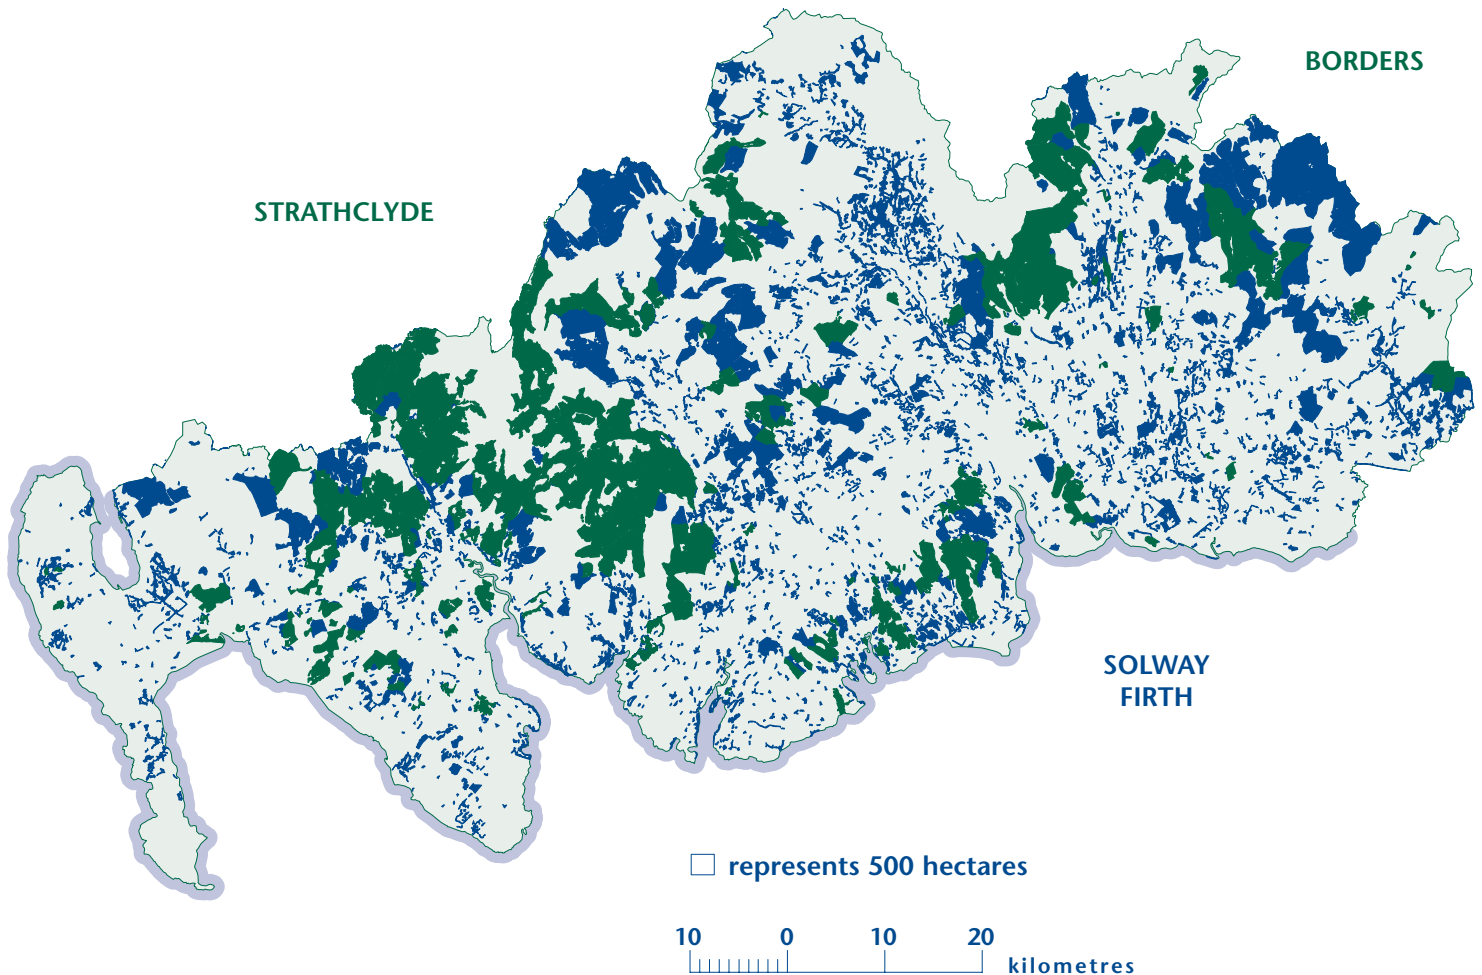 BORDERS
STRATHCLYDE
SOLWAY
FIRTH
represents 500 hectares
10 0 10 20
kilometres